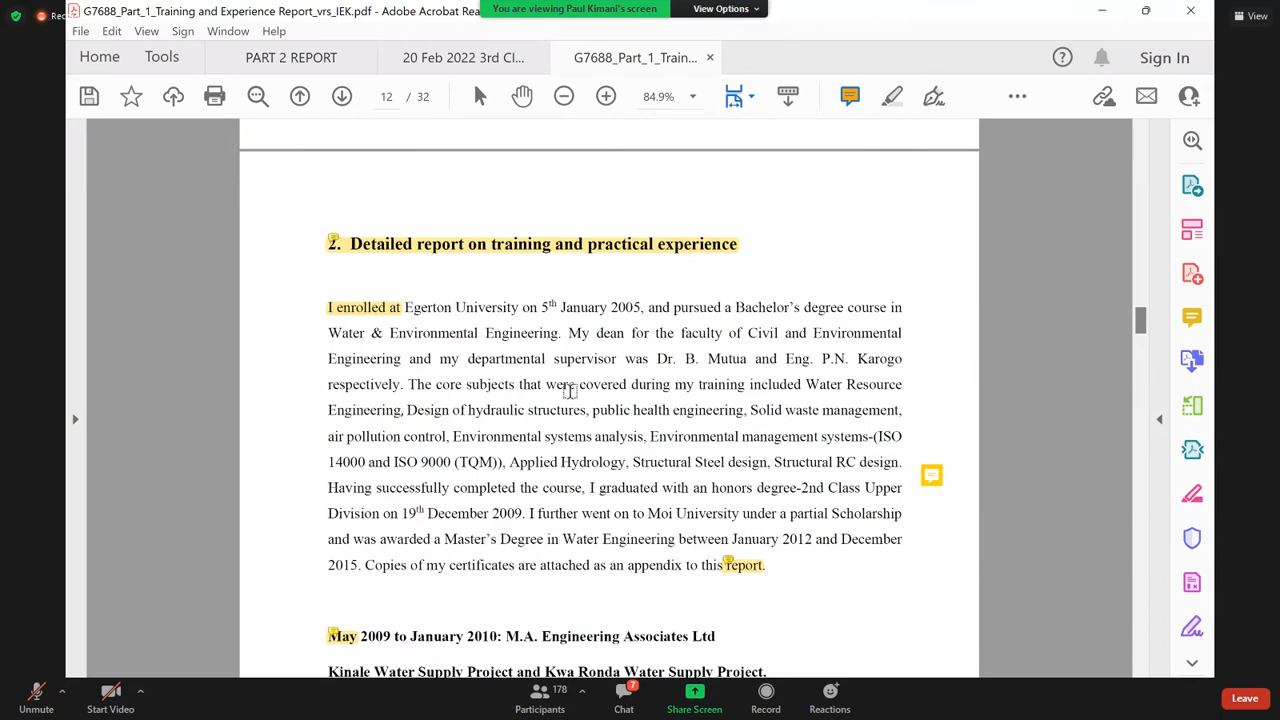 Rec
G7688_Part_1_Training and Experience Report_vrs_IEK.pdf - Adobe Acrobat Rea
You are viewing Paul Kimani's screen
View Options
View
File Edit View Sign Window Help
Home Tools PART 2 REPORT 20 Feb 2022 3rd Cl... G7688_Part_1_Train... Sign In
12 / 32 84.9%
2. Detailed report on training and practical experience
I enrolled at Egerton University on 5th January 2005, and pursued a Bachelor's degree course in
Water & Environmental Engineering. My dean for the faculty of Civil and Environmental
Engineering and my departmental supervisor was Dr. B. Mutua and Eng. P.N. Karogo
respectively. The core subjects that were covered during my training included Water Resource
Engineering, Design of hydraulic structures, public health engineering, Solid waste management,
air pollution control, Environmental systems analysis, Environmental management systems-(ISO
14000 and ISO 9000 (TQM)), Applied Hydrology, Structural Steel design, Structural RC design.
Having successfully completed the course, I graduated with an honors degree-2nd Class Upper
Division on 19th December 2009. I further went on to Moi University under a partial Scholarship
and was awarded a Master's Degree in Water Engineering between January 2012 and December
2015. Copies of my certificates are attached as an appendix to this report.
May 2009 to January 2010: M.A. Engineering Associates Ltd
Kinale Water Supply Project and Kwa Ronda Water Supply Project.
178 7
Unmute Start Video Participants Chat Share Screen Record Reactions Leave